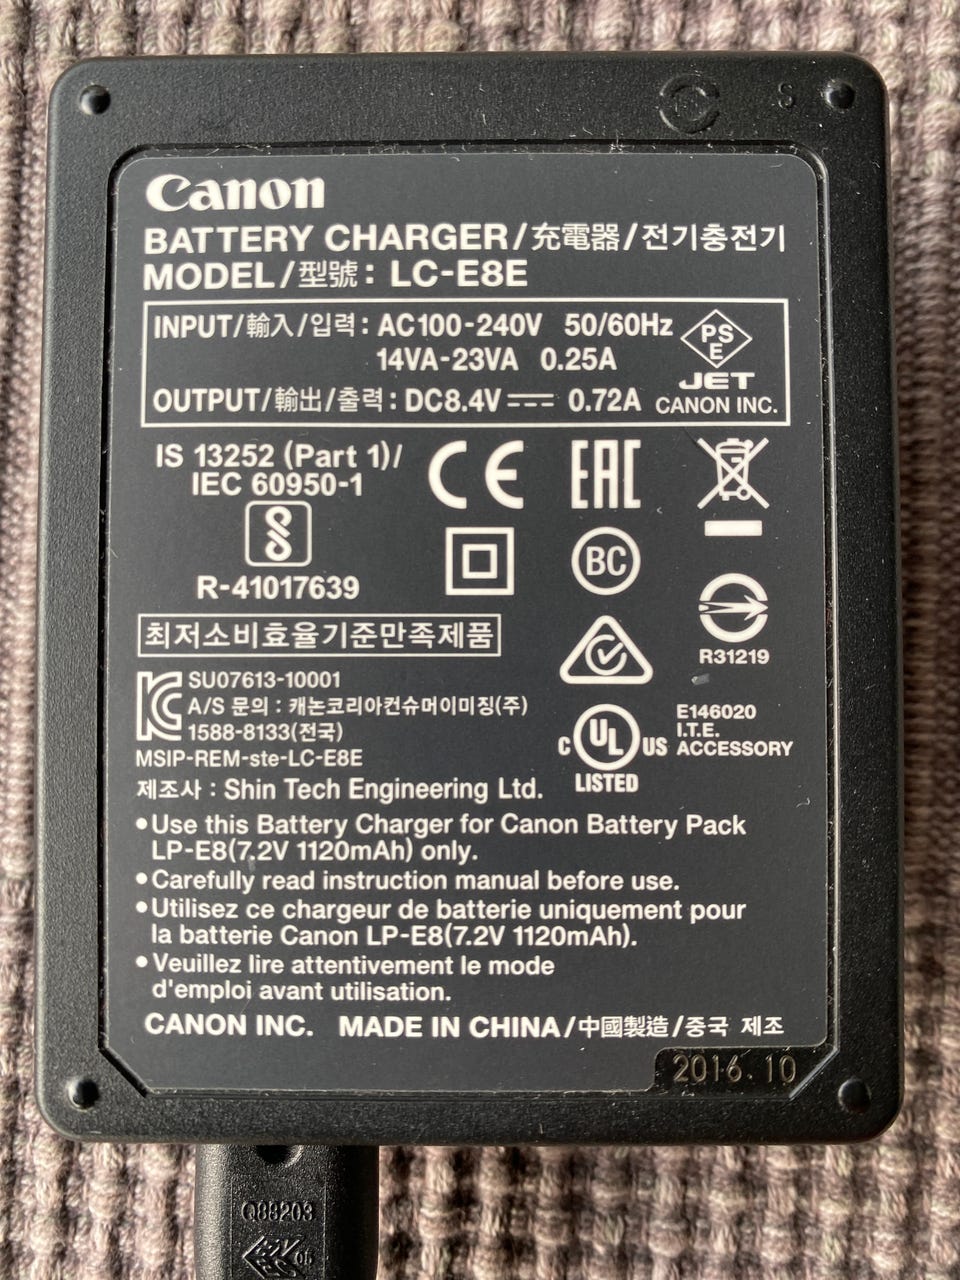 S
Canon
BATTERY CHARGER/充電器/전기충전기
MODEL/型號: LC-E8E
INPUT/輸入/입력: AC100-240V 50/60Hz
14VA-23VA 0.25A
OUTPUT/輸出/출력: DC8.4V 0.72A
PS
E
JET
CANON INC.
IS 13252 (Part 1)/
IEC 60950-1
R-41017639
CE
EAC
BC
R31219
최저소비효율기준만족제품
SU07613-10001
A/S 문의 : 캐논코리아컨슈머이미징(주)
1588-8133(전국)
MSIP-REM-ste-LC-E8E
C UL US
LISTED
E146020
I.T.E.
ACCESSORY
제조사 : Shin Tech Engineering Ltd.
•Use this Battery Charger for Canon Battery Pack
LP-E8(7.2V 1120mAh) only.
•Carefully read instruction manual before use.
•Utilisez ce chargeur de batterie uniquement pour
la batterie Canon LP-E8(7.2V 1120mAh).
•Veuillez lire attentivement le mode
d'emploi avant utilisation.
CANON INC. MADE IN CHINA/中國製造/중국 제조
2016.10